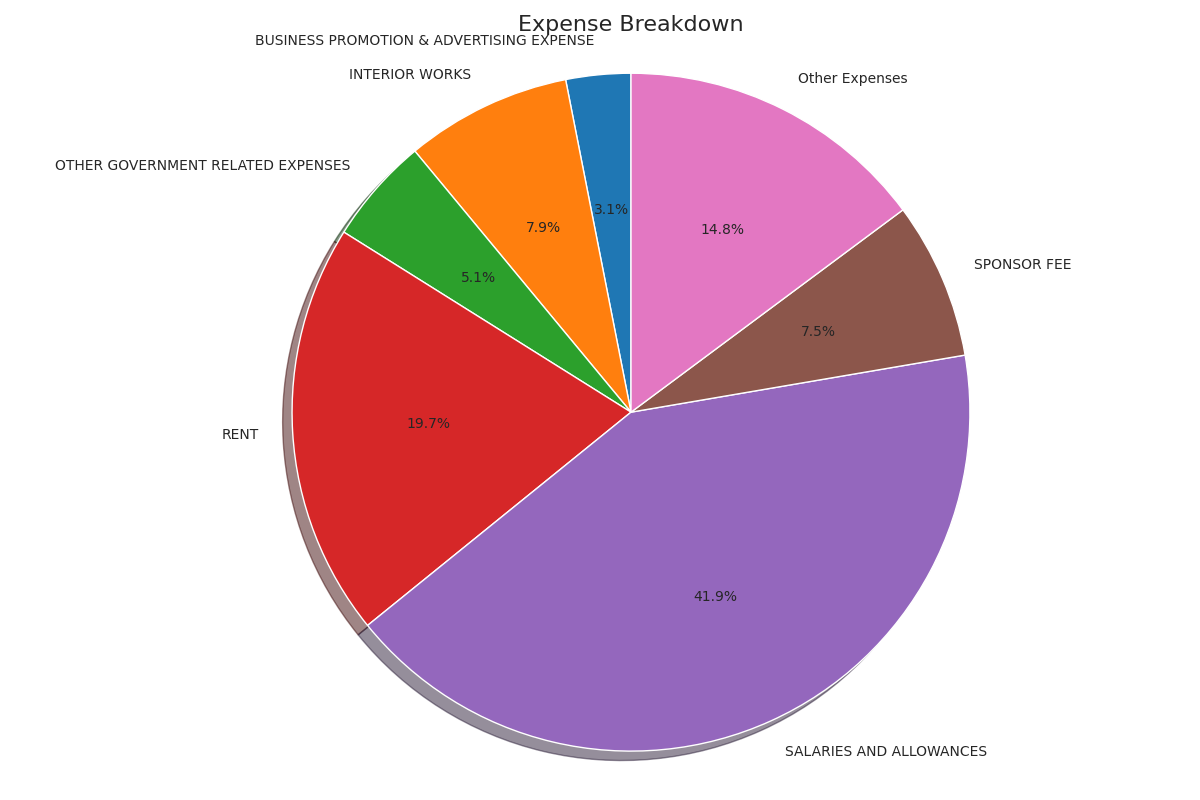 Expense Breakdown
BUSINESS PROMOTION & ADVERTISING EXPENSE
INTERIOR WORKS
Other Expenses
OTHER GOVERNMENT RELATED EXPENSES
3.1%
7.9%
14.8%
SPONSOR FEE
5.1%
7.5%
19.7%
RENT
41.9%
SALARIES AND ALLOWANCES